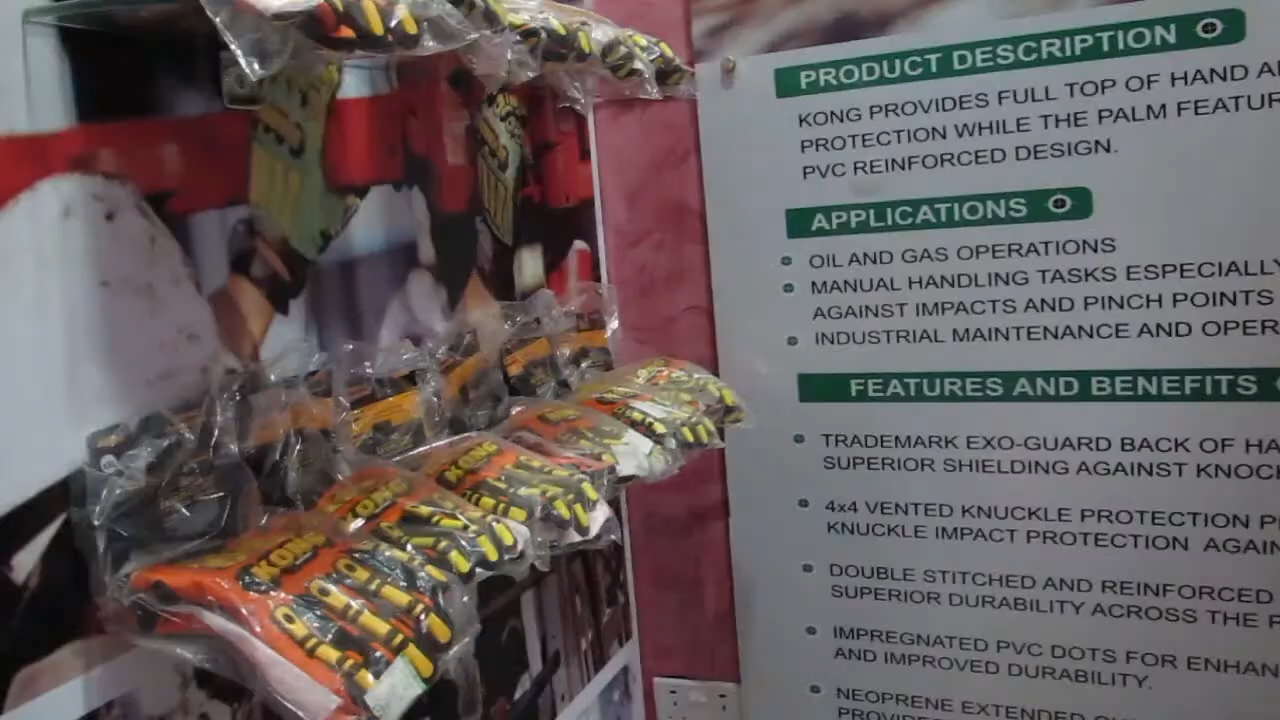 PRODUCT DESCRIPTION
KONG PROVIDES FULL TOP OF HAND
PROTECTION WHILE THE PALM
PVC REINFORCED DESIGN.
APPLICATIONS
OIL AND GAS OPERATIONS
MANUAL HANDLING TASKS ESPECIALLY
AGAINST IMPACTS AND PINCH POINTS
INDUSTRIAL MAINTENANCE AND
FEATURES AND BENEFITS
TRADEMARK EXO-GUARD BACK OF
SUPERIOR SHIELDING AGAINST
4x4 VENTED KNUCKLE PROTECTION
KNUCKLE IMPACT PROTECTION
DOUBLE STITCHED AND REINFORCED
SUPERIOR DURABILITY ACROSS THE
IMPREGNATED PVC DOTS FOR
AND IMPROVED DURABILITY.
NEOPRENE EXTENDED
KONG
KONG
KONG